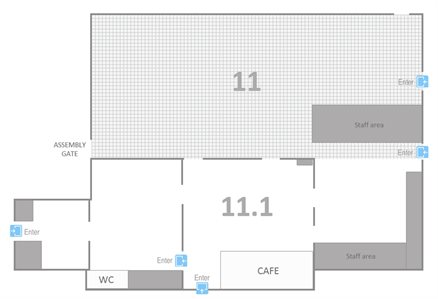 11
Enter
Staff area
ASSEMBLY
GATE
Enter
11.1
Enter
Enter
Staff area
Enter
CAFE
WC